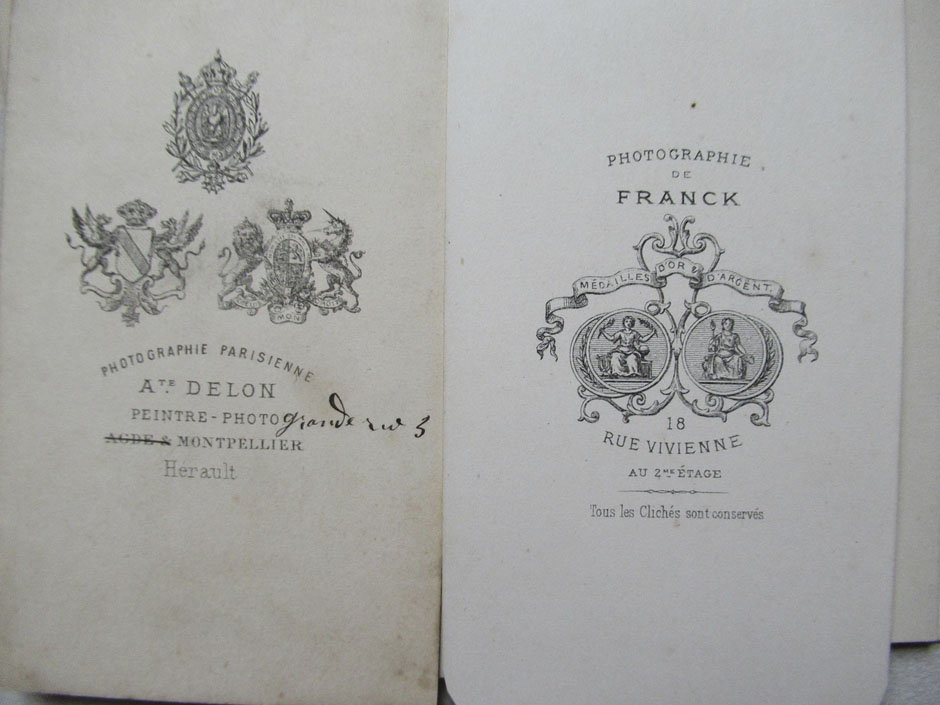 PHOTOGRAPHIE PARISIENNE
ATE DELON
PEINTRE-PHOTO grande rue 3
AGDE & MONTPELLIER
Hérault
PHOTOGRAPHIE
DE
FRANCK
MÉDAILLES D'OR & D'ARGENT.
18
RUE VIVIENNE
AU 2ME ÉTAGE
Tous les Clichés sont conservés